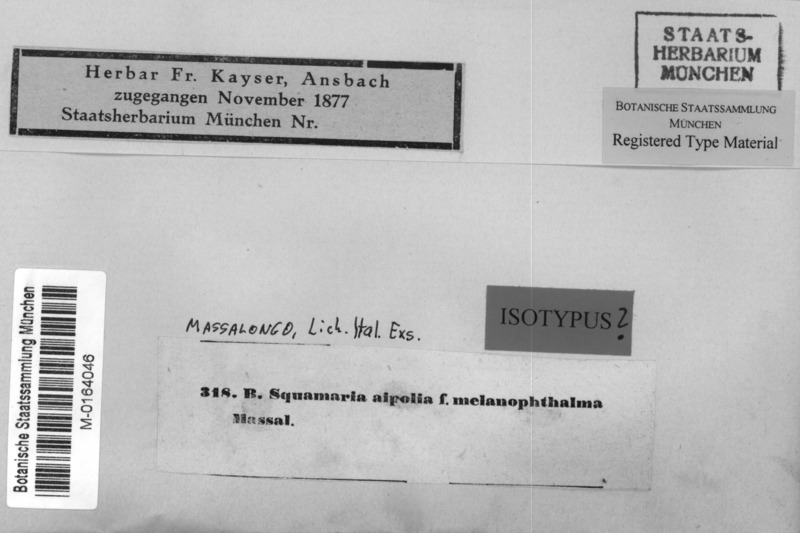 Herbar Fr. Kayser, Ansbach
zugegangen November 1877
Staatsherbarium München Nr.
STAATS-
HERBARIUM
MÜNCHEN
BOTANISCHE STAATSSAMMLUNG
MÜNCHEN
Registered Type Material
Botanische Staatssammlung München
M-0164046
ISOTYPUS?
MASSALONGO, Lich. Ital. Exs.
318. B. Squamaria aipolia f. melanophthalma
Massal.